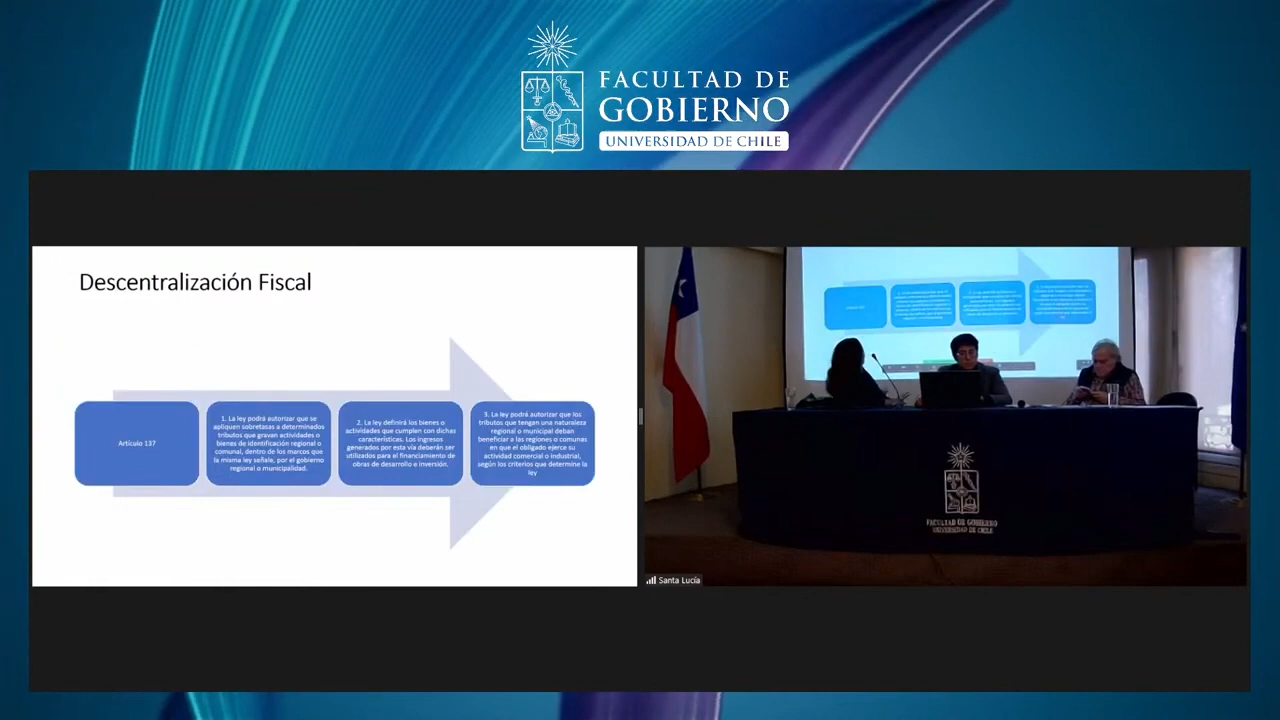 FACULTAD DE
GOBIERNO
UNIVERSIDAD DE CHILE
Descentralización Fiscal
Artículo 137
1. La ley podrá autorizar que se
apliquen sobretasas a determinados
tributos que gravan actividades o
bienes de identificación regional o
comunal, dentro de los marcos que
la misma ley señale, por el gobierno
regional o municipalidad.
2. La ley definirá los bienes o
actividades que cumplen con dichas
características. Los ingresos
generados por esta vía deberán ser
utilizados para el financiamiento de
obras de desarrollo e inversión.
3. La ley podrá autorizar que los
tributos que tengan una naturaleza
regional o municipal deban
beneficiar a las regiones o comunas
en que el obligado ejerce su
actividad comercial o industrial,
según los criterios que determine la
ley
FACULTAD DE GOBIERNO
UNIVERSIDAD DE CHILE
Santa Lucía